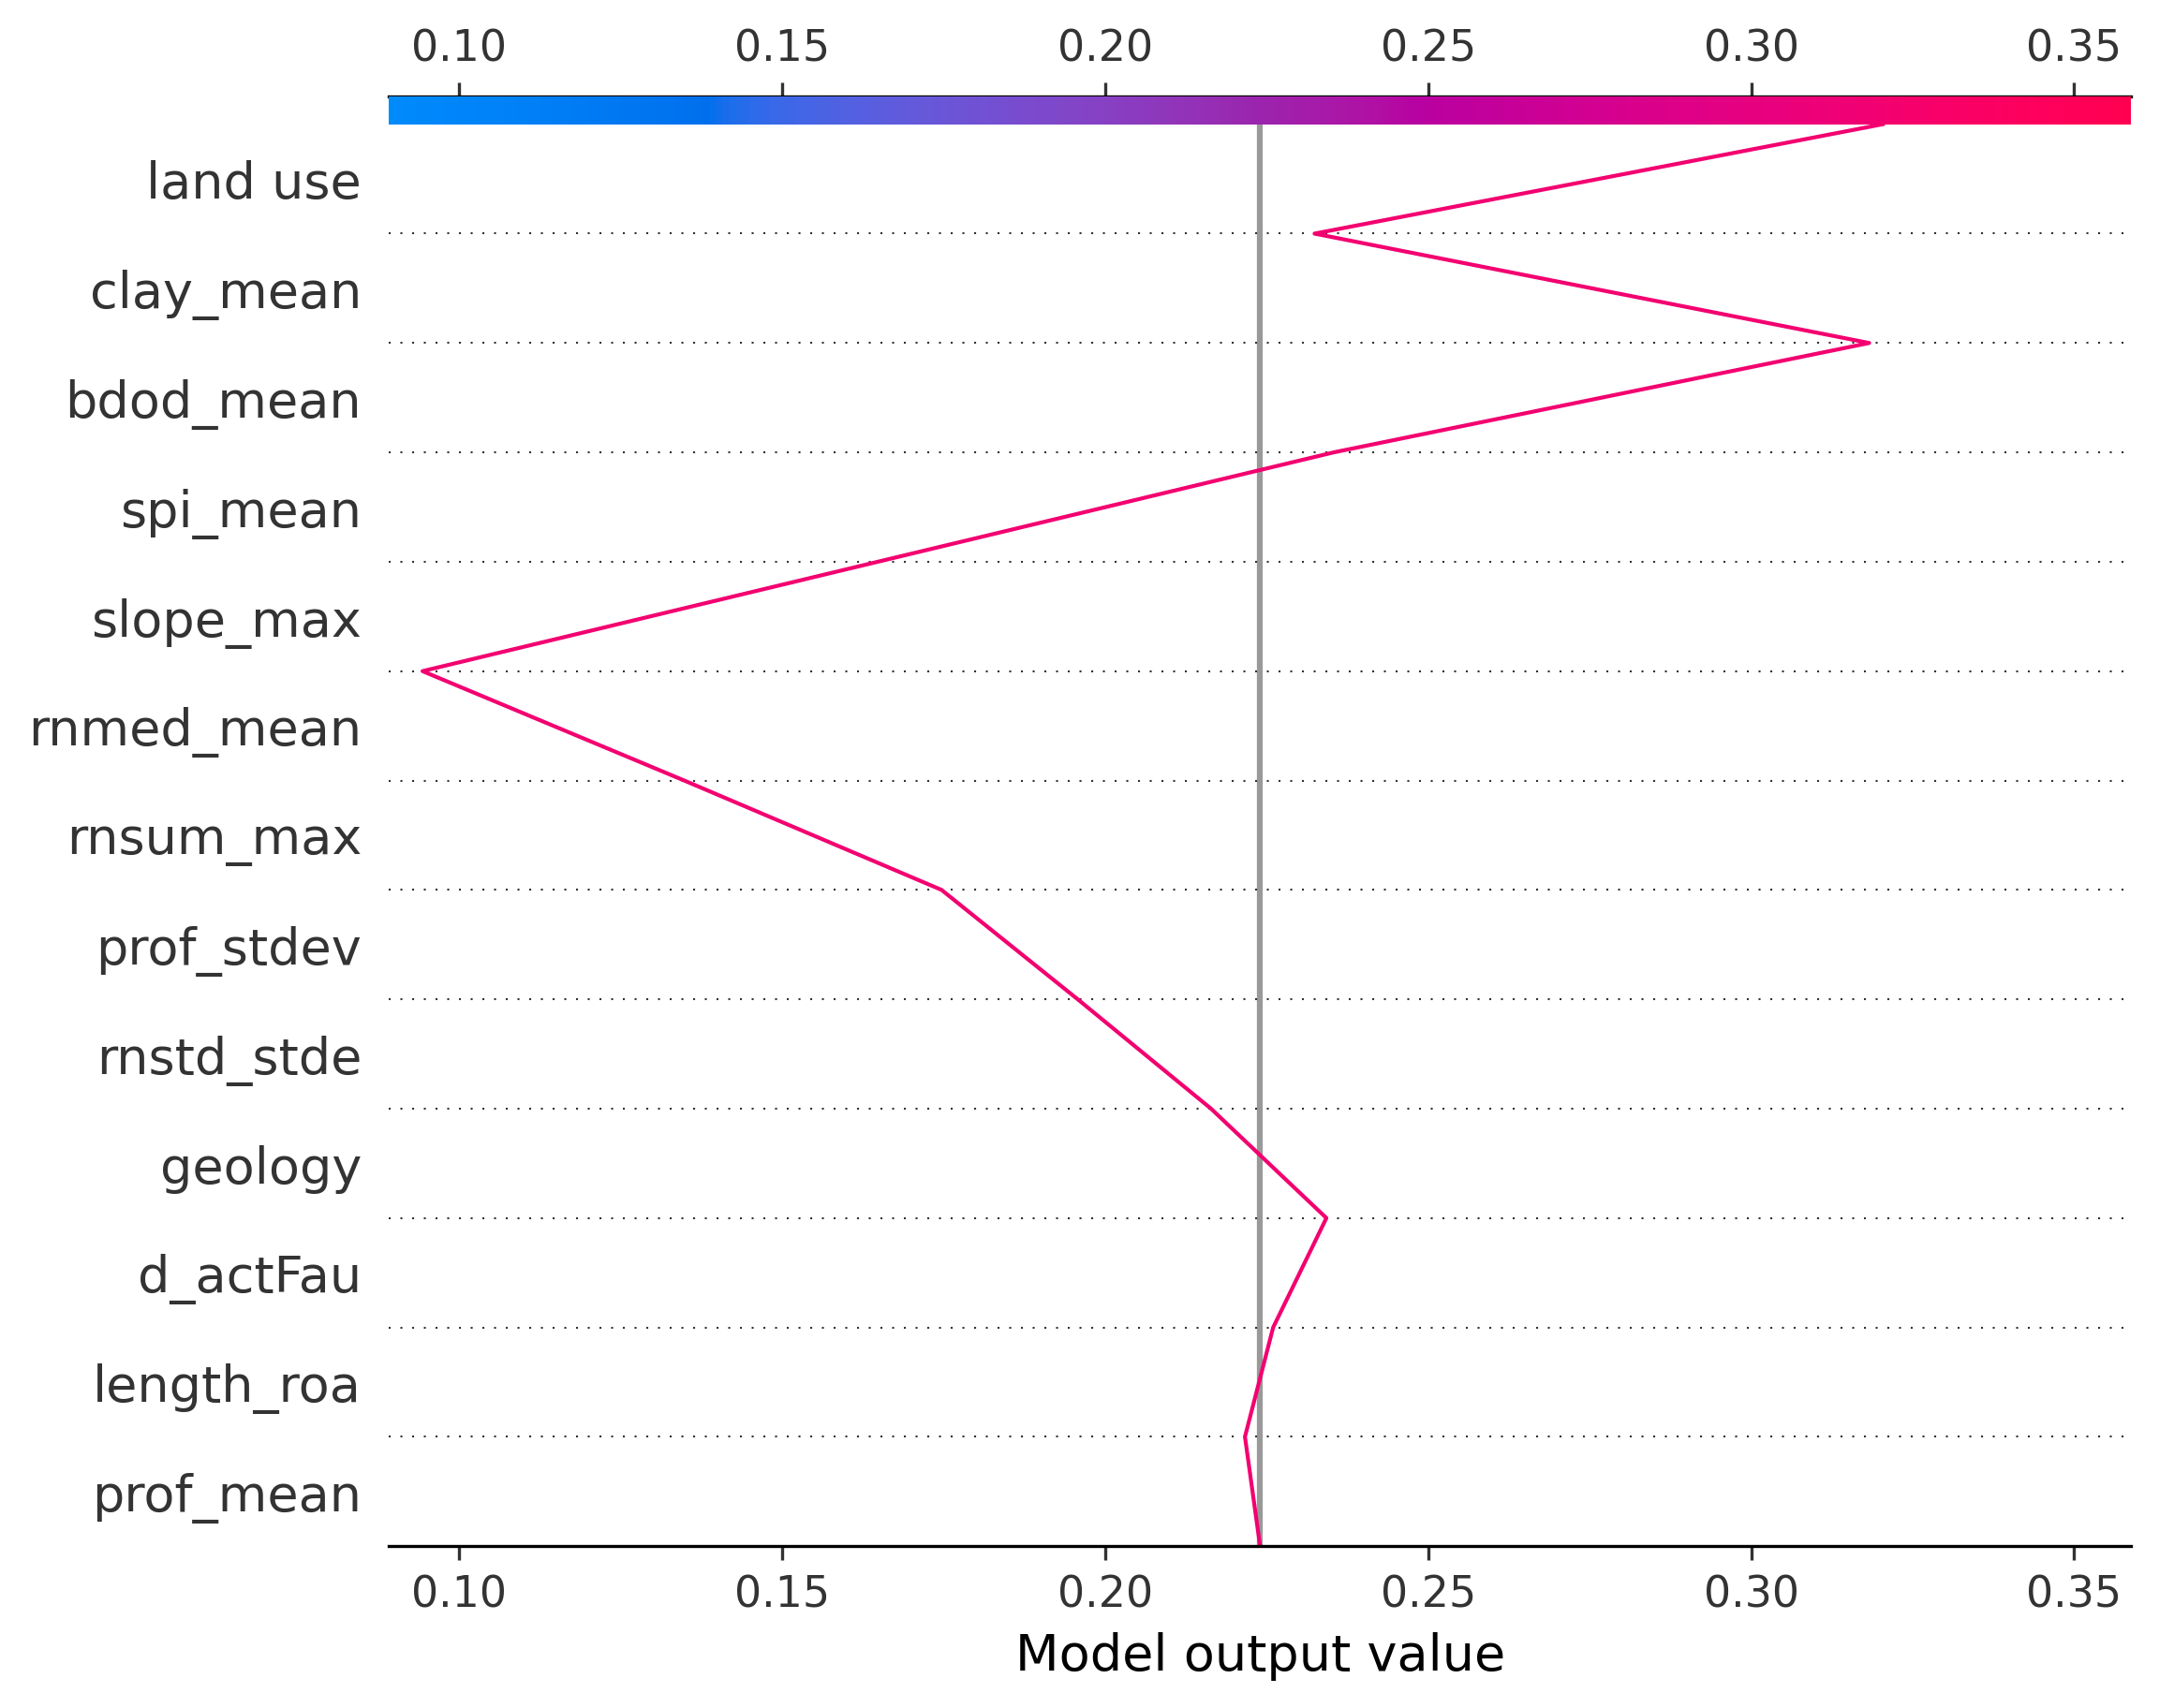 0.10 0.15 0.20 0.25 0.30 0.35
land use
clay_mean
bdod_mean
spi_mean
slope_max
rnmed_mean
rnsum_max
prof_stdev
rnstd_stde
geology
d_actFau
length_roa
prof_mean
0.10 0.15 0.20 0.25 0.30 0.35
Model output value